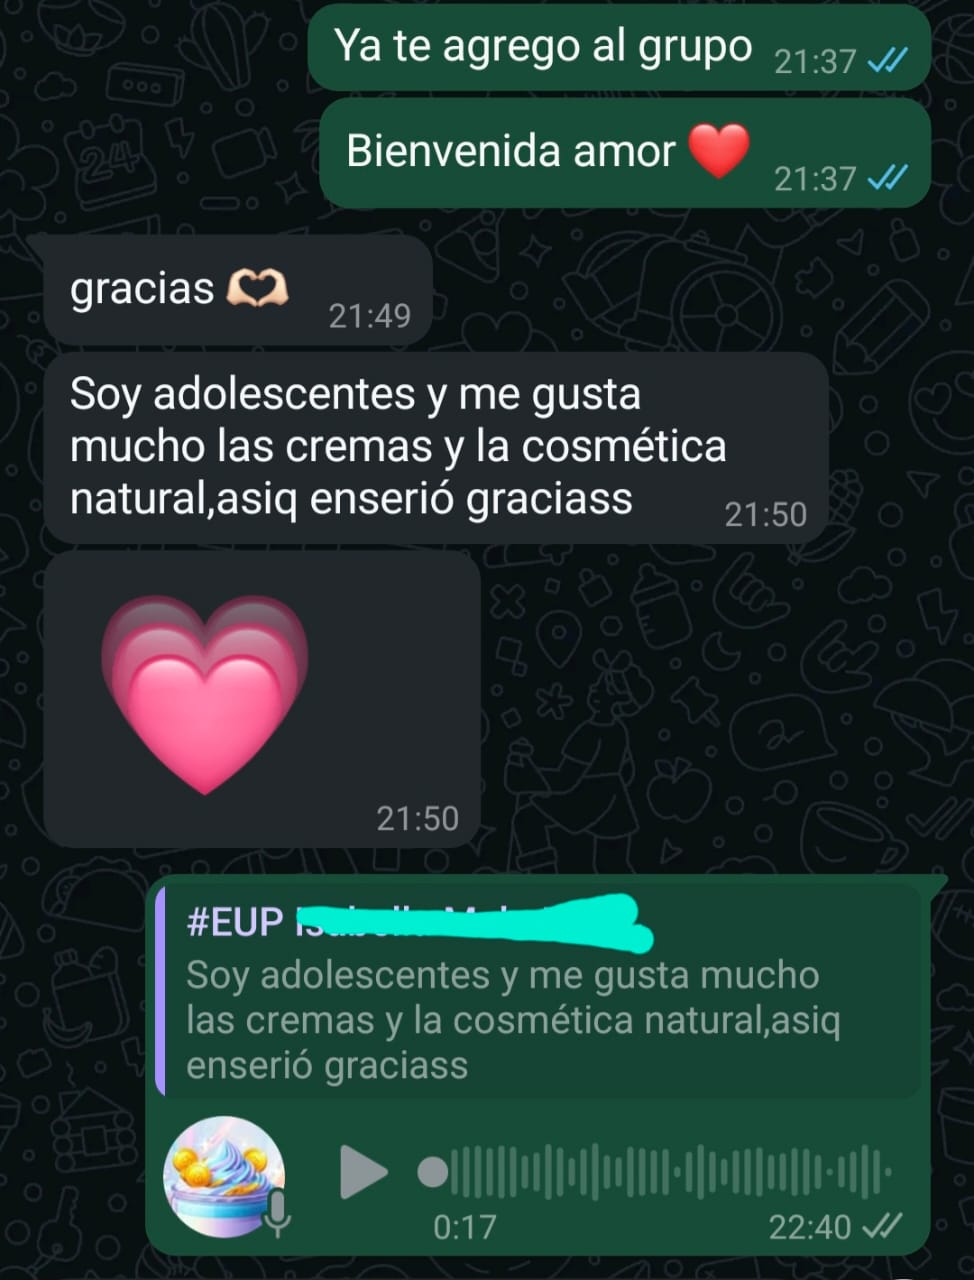 Ya te agrego al grupo 21:37
Bienvenida amor ❤️ 21:37
gracias 🫶🏻 21:49
Soy adolescentes y me gusta
mucho las cremas y la cosmética
natural,asiq enserió graciass 21:50
💗
21:50
#EUP
Soy adolescentes y me gusta mucho
las cremas y la cosmética natural,asiq
enserió graciass
0:17 22:40